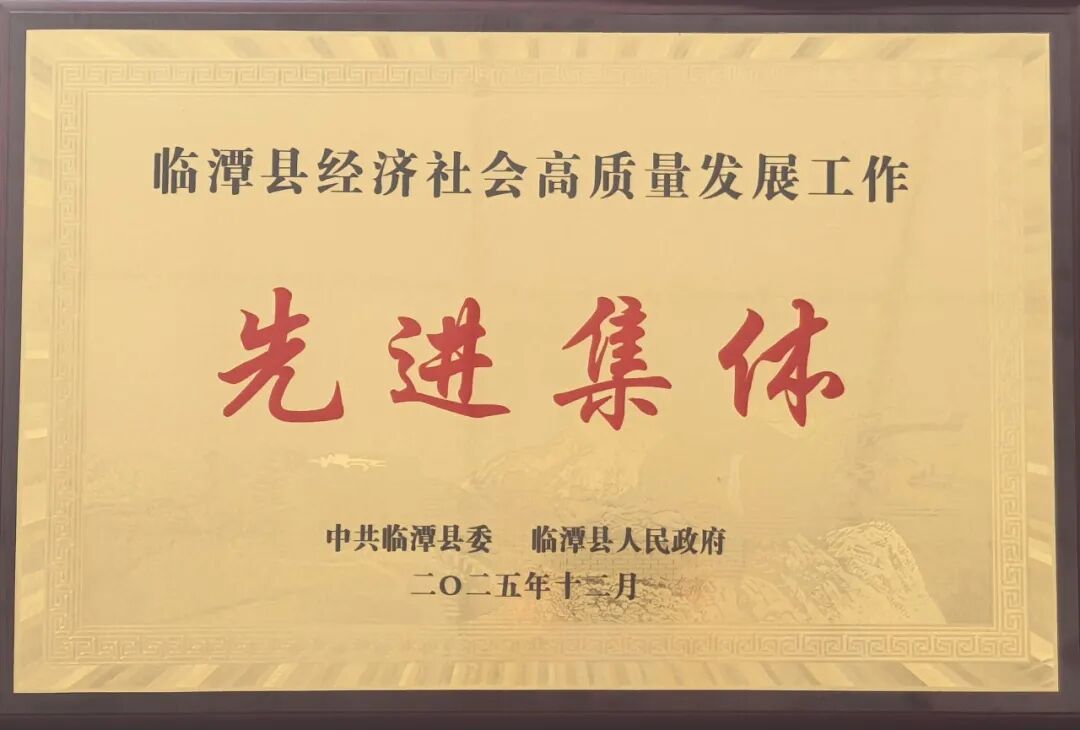 临潭县经济社会高质量发展工作
先进集体
中共临潭县委 临潭县人民政府
二〇二五年十二月